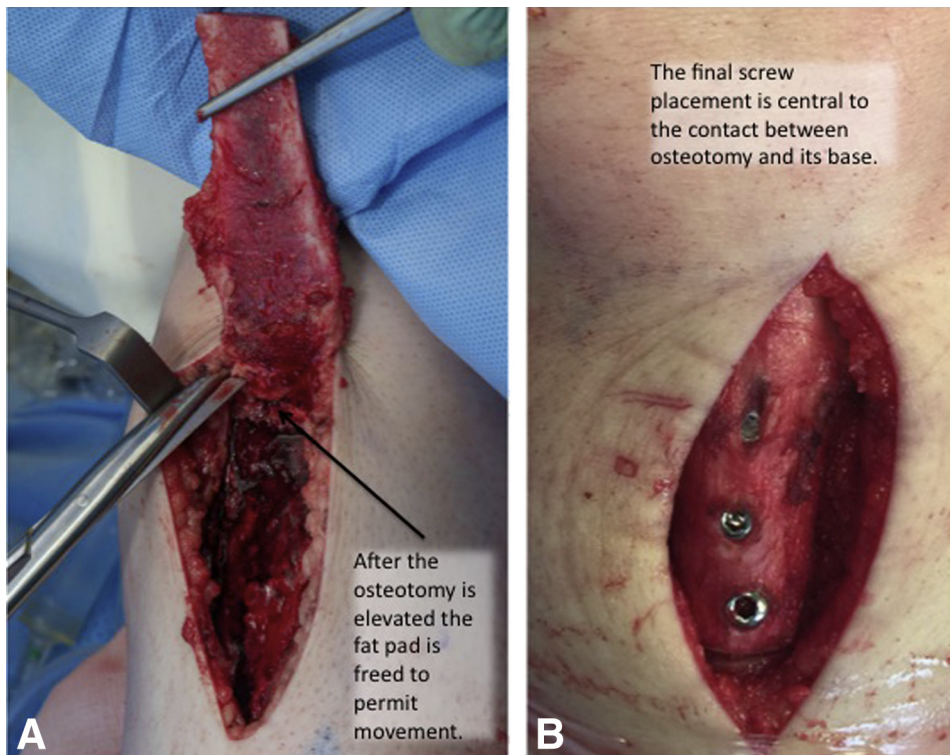 After the
osteotomy is
elevated the
fat pad is
freed to
permit
movement.
A
The final screw
placement is central to
the contact between
osteotomy and its base.
B